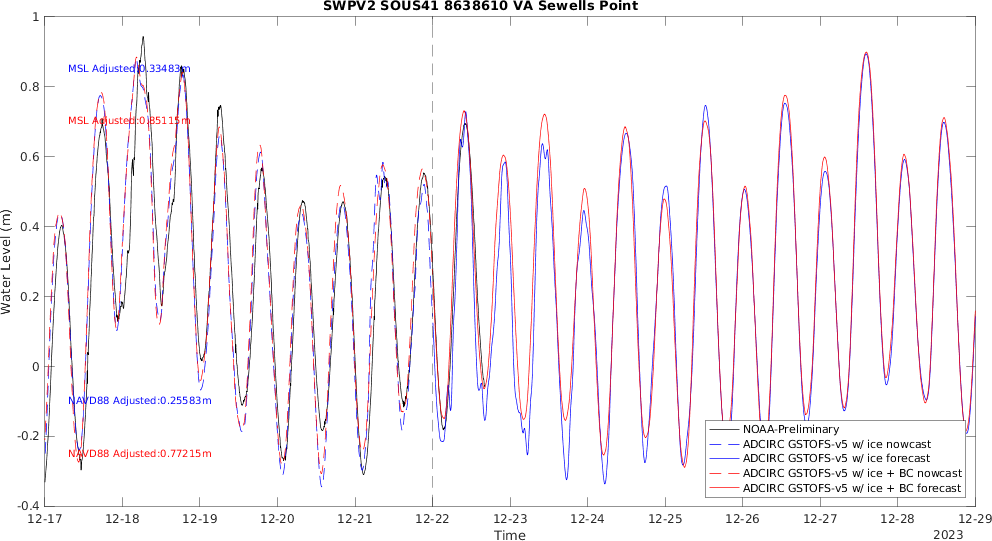 SWPV2 SOUS41 8638610 VA Sewells Point
1
0.8
0.6
0.4
0.2
0
-0.2
-0.4
Water Level (m)
MSL Adjusted:0.33483m
MSL Adjusted:0.85115m
NAVD88 Adjusted:0.25583m
NAVD88 Adjusted:0.77215m
NOAA-Preliminary
ADCIRC GSTOFS-v5 w/ ice nowcast
ADCIRC GSTOFS-v5 w/ ice forecast
ADCIRC GSTOFS-v5 w/ ice + BC nowcast
ADCIRC GSTOFS-v5 w/ ice + BC forecast
12-17 12-18 12-19 12-20 12-21 12-22 12-23 12-24 12-25 12-26 12-27 12-28 12-29
Time
2023